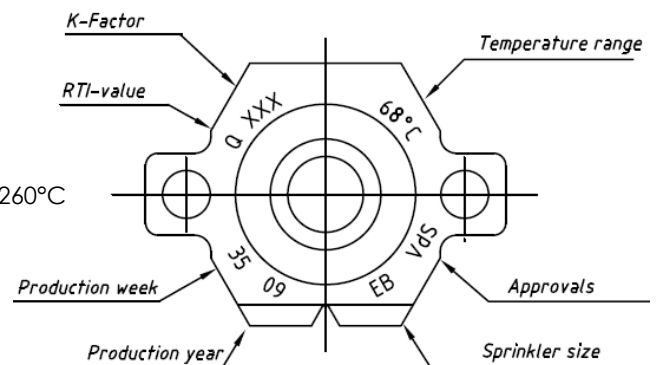 K-Factor
Temperature range
RTI-value
Q XXX
68°C
260°C
35
09
EB
VdS
Production week
Approvals
Production year
Sprinkler size